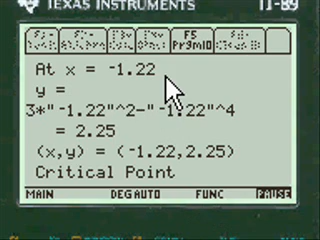 TEXAS INSTRUMENTS TI-89
F5
PrgmIO
At x = -1.22
y =
3*"-1.22"^2-"-1.22"^4
= 2.25
(x,y) = (-1.22,2.25)
Critical Point
MAIN DEGAUTO FUNC PAUSE